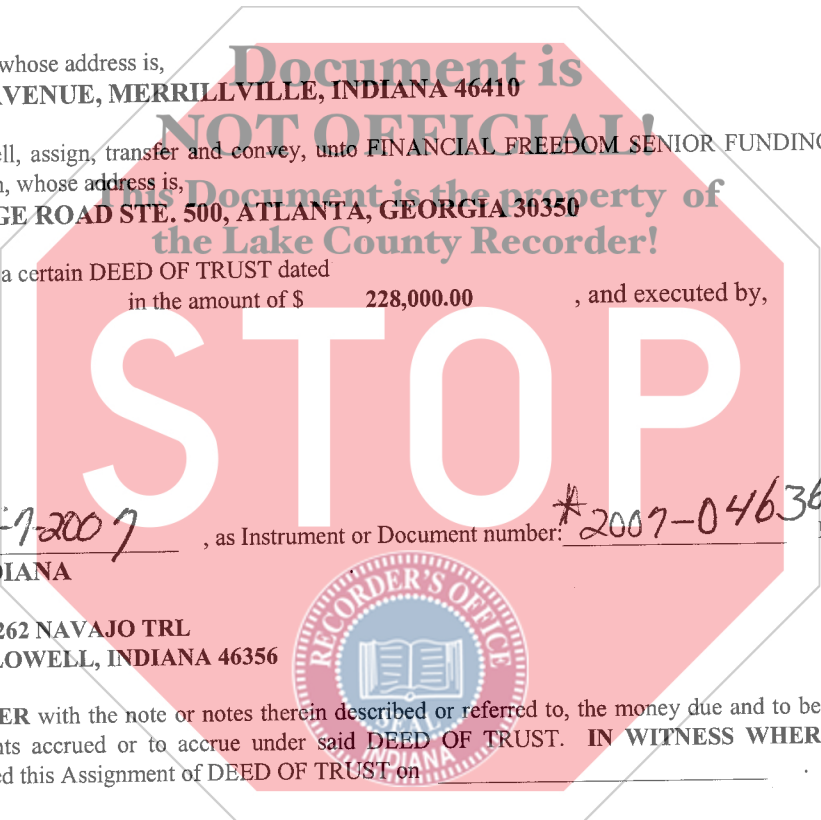 whose address is,
Document is
VENUE, MERRILLVILLE, INDIANA 46410
NOT OFFICIAL!
ll, assign, transfer and convey, unto FINANCIAL FREEDOM SENIOR FUNDING
, whose address is,
This Document is the property of
GE ROAD STE. 500, ATLANTA, GEORGIA 30350
the Lake County Recorder!
a certain DEED OF TRUST dated
in the amount of $ 228,000.00 , and executed by,
STOP
-7-2007 , as Instrument or Document number: *2007-04636
DIANA
262 NAVAJO TRL
LOWELL, INDIANA 46356
RECORDER'S OFFICE
ER with the note or notes therein described or referred to, the money due and to be
SEAL
nts accrued or to accrue under said DEED OF TRUST. IN WITNESS WHER
INDIANA
ed this Assignment of DEED OF TRUST on